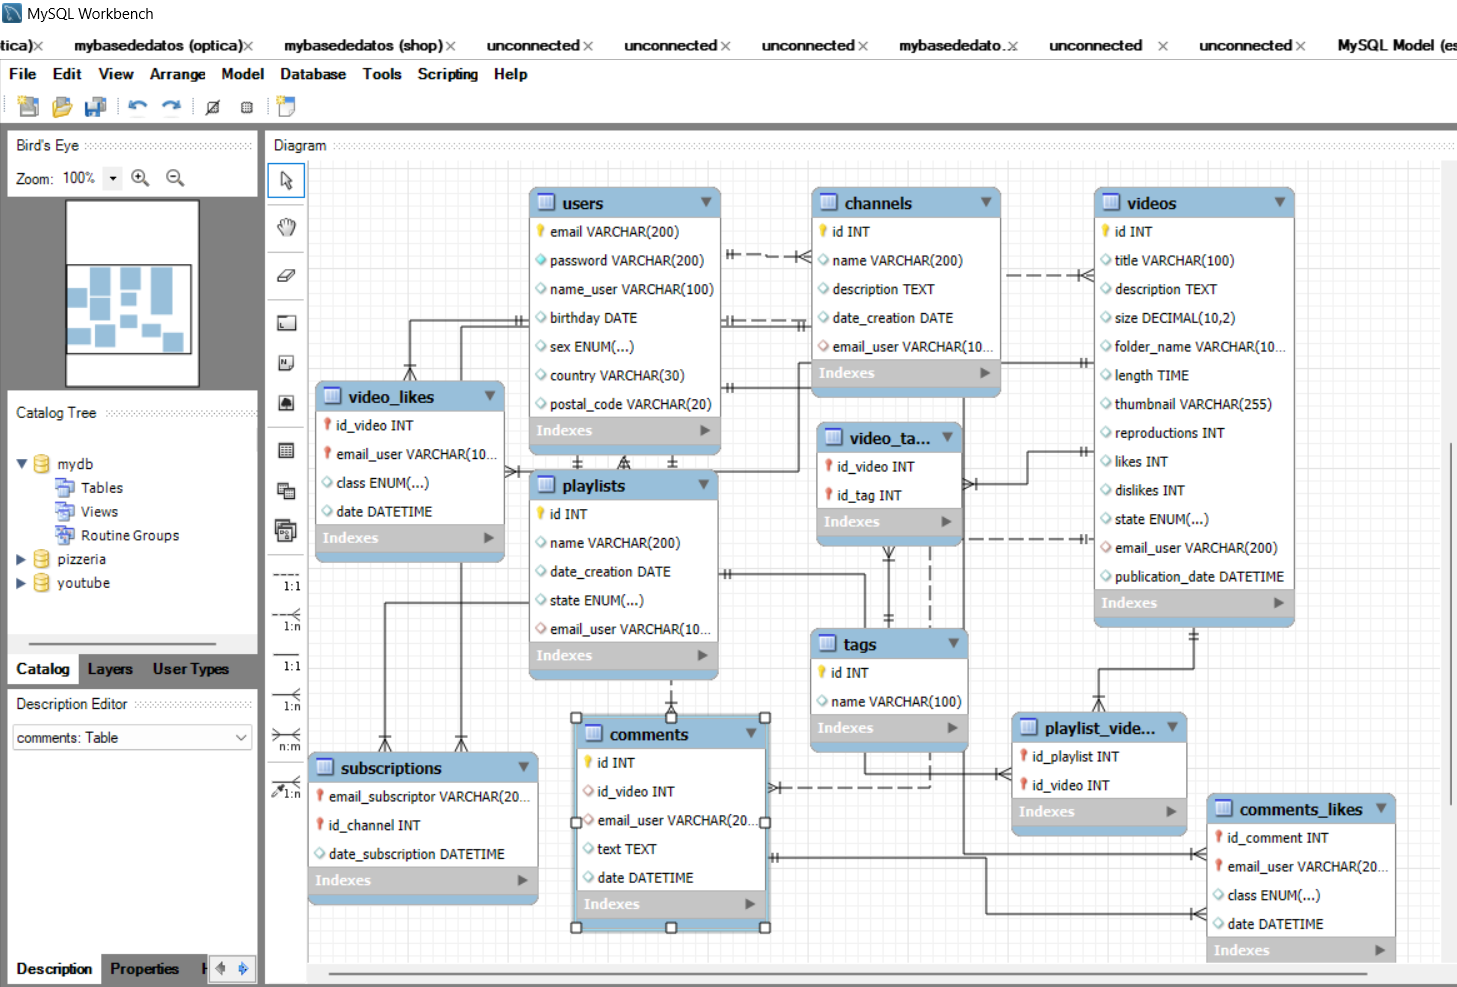 MySQL Workbench
tica)× mybasededatos (optica)× mybasededatos (shop)× unconnected× unconnected× unconnected× mybasededato...× unconnected × unconnected× MySQL Model (es
File Edit View Arrange Model Database Tools Scripting Help
Bird's Eye
Zoom: 100%
Catalog Tree
mydb
Tables
Views
Routine Groups
pizzeria
youtube
Catalog Layers User Types
Description Editor
comments: Table
Description Properties H
Diagram
1:1
1:n
1:1
1:n
n:m
1:n
users
email VARCHAR(200)
password VARCHAR(200)
name_user VARCHAR(100)
birthday DATE
sex ENUM(...)
country VARCHAR(30)
postal_code VARCHAR(20)
Indexes
channels
id INT
name VARCHAR(200)
description TEXT
date_creation DATE
email_user VARCHAR(10...
Indexes
videos
id INT
title VARCHAR(100)
description TEXT
size DECIMAL(10,2)
folder_name VARCHAR(10...
length TIME
thumbnail VARCHAR(255)
reproductions INT
likes INT
dislikes INT
state ENUM(...)
email_user VARCHAR(200)
publication_date DATETIME
Indexes
video_likes
id_video INT
email_user VARCHAR(10...
class ENUM(...)
date DATETIME
Indexes
video_ta...
id_video INT
id_tag INT
Indexes
playlists
id INT
name VARCHAR(200)
date_creation DATE
state ENUM(...)
email_user VARCHAR(10...
Indexes
tags
id INT
name VARCHAR(100)
Indexes
comments
id INT
id_video INT
email_user VARCHAR(20...
text TEXT
date DATETIME
Indexes
playlist_vide...
id_playlist INT
id_video INT
Indexes
subscriptions
email_subscriptor VARCHAR(20...
id_channel INT
date_subscription DATETIME
Indexes
comments_likes
id_comment INT
email_user VARCHAR(20...
class ENUM(...)
date DATETIME
Indexes